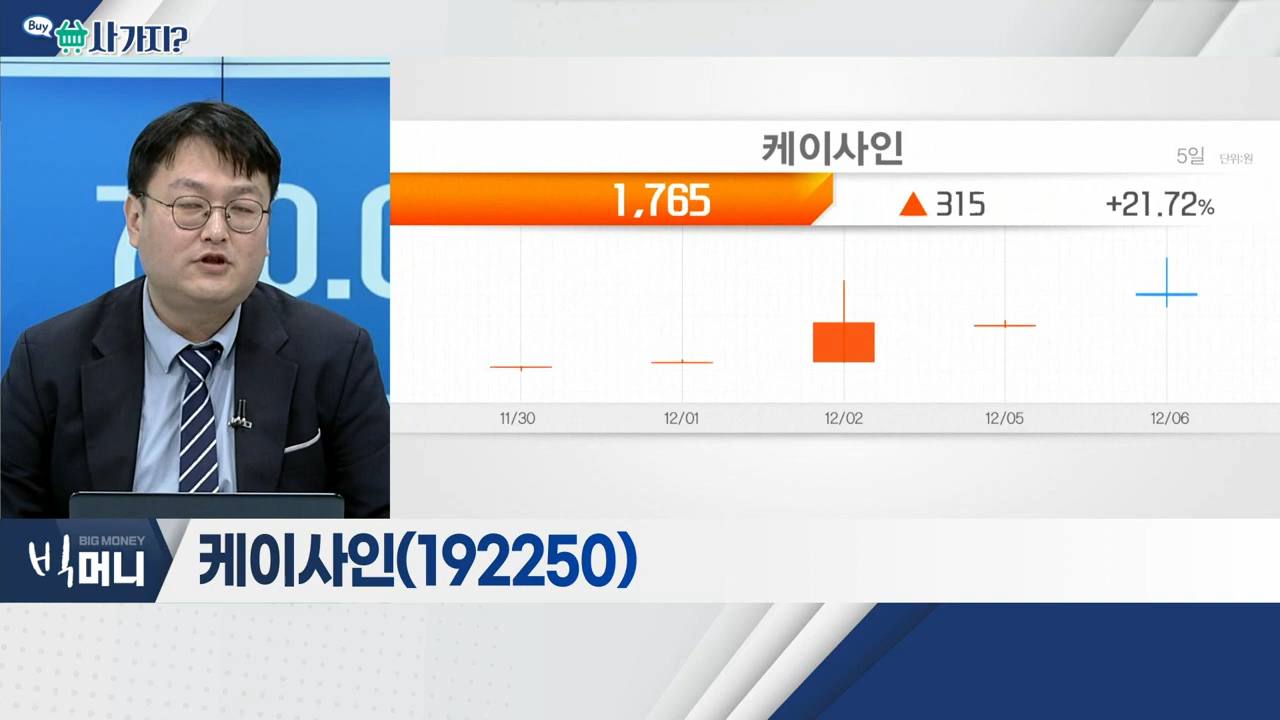 Buy 사가지?
케이사인
5일 단위:원
1,765 ▲315 +21.72%
11/30 12/01 12/02 12/05 12/06
BIG MONEY
빅머니
케이사인(192250)